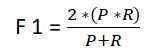 F 1 = 2 *(P *R) / P+R